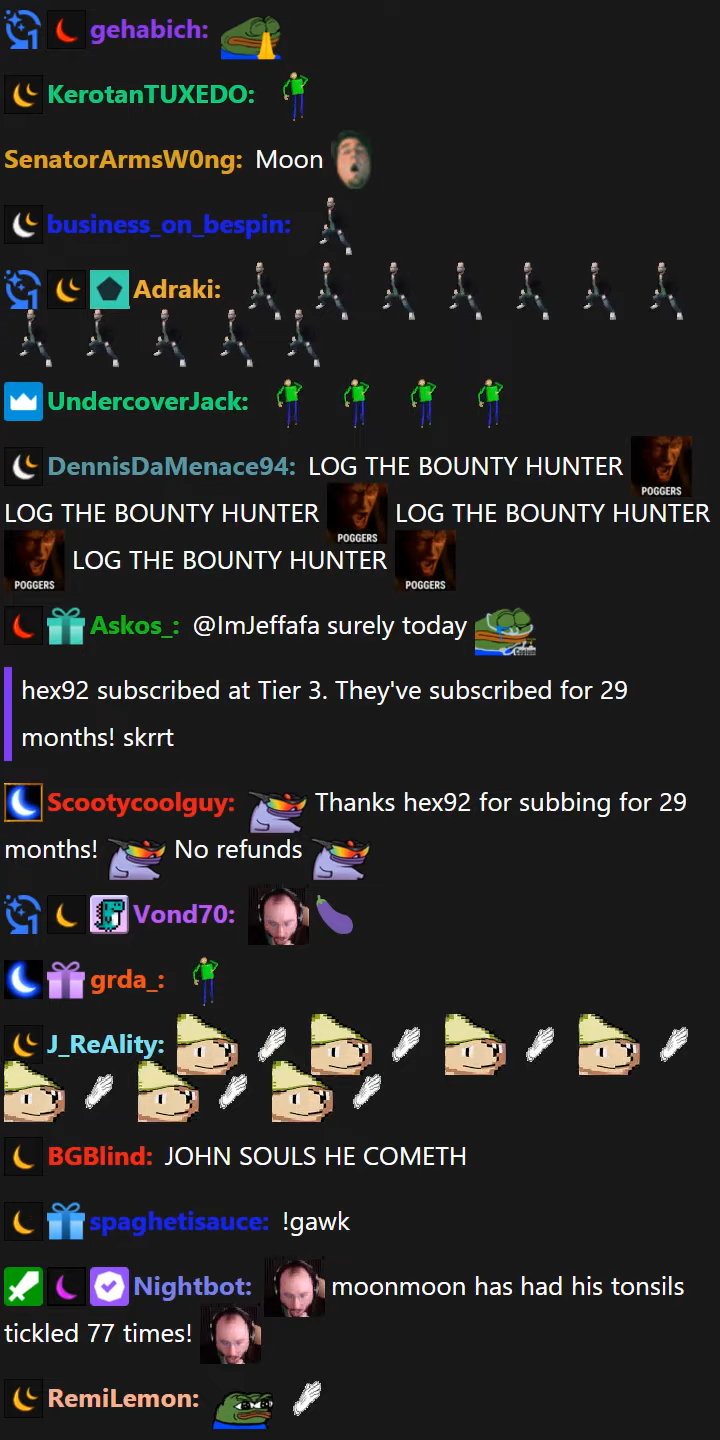 gehabich:
KerotanTUXEDO:
SenatorArmsW0ng: Moon
business_on_bespin:
Adraki:
UndercoverJack:
DennisDaMenace94: LOG THE BOUNTY HUNTER
POGGERS
LOG THE BOUNTY HUNTER POGGERS LOG THE BOUNTY HUNTER
POGGERS LOG THE BOUNTY HUNTER POGGERS
Askos_: @ImJeffafa surely today
hex92 subscribed at Tier 3. They've subscribed for 29
months! skrrt
Scootycoolguy: Thanks hex92 for subbing for 29
months! No refunds
Vond70:
grda_:
J_ReAlity:
BGBlind: JOHN SOULS HE COMETH
spaghetisauce: !gawk
Nightbot: moonmoon has had his tonsils
tickled 77 times!
RemiLemon: